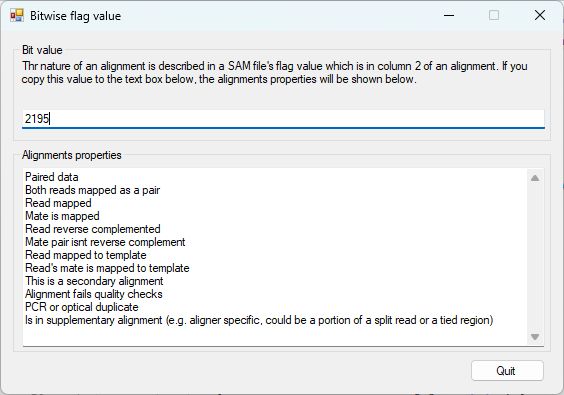 Bitwise flag value
Bit value
Thr nature of an alignment is described in a SAM file's flag value which is in column 2 of an alignment. If you
copy this value to the text box below, the alignments properties will be shown below.
2195
Alignments properties
Paired data
Both reads mapped as a pair
Read mapped
Mate is mapped
Read reverse complemented
Mate pair isnt reverse complement
Read mapped to template
Read's mate is mapped to template
This is a secondary alignment
Alignment fails quality checks
PCR or optical duplicate
Is in supplementary alignment (e.g. aligner specific, could be a portion of a split read or a tied region)
Quit